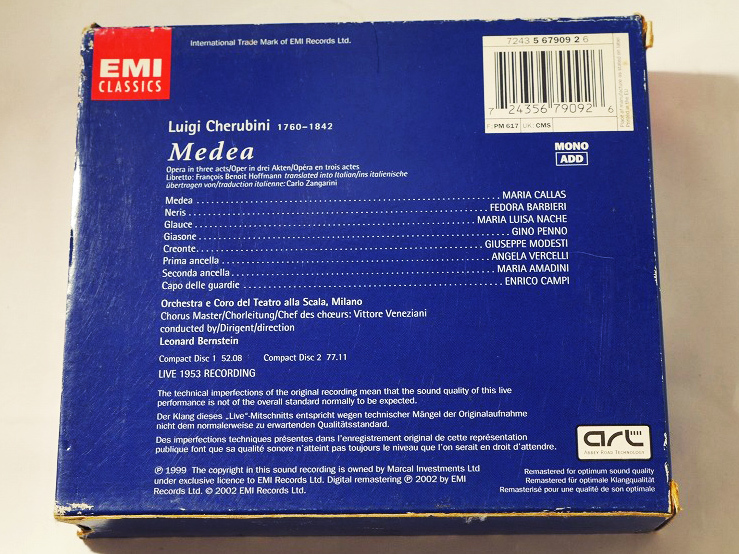 International Trade Mark of EMI Records Ltd.
7243 5 67909 2 6
EMI
CLASSICS
7 24356 79092 6
F: PM 617 UK: CMS
Luigi Cherubini 1760–1842
Medea
MONO
ADD
Opera in three acts/Oper in drei Akten/Opéra en trois actes
Libretto: François Benoit Hoffmann translated into Italian/ins italienische
übertragen von/traduction italienne: Carlo Zangarini
Medea MARIA CALLAS
Neris FEDORA BARBIERI
Glauce MARIA LUISA NACHE
Giasone GINO PENNO
Creonte GIUSEPPE MODESTI
Prima ancella ANGELA VERCELLI
Seconda ancella MARIA AMADINI
Capo delle guardie ENRICO CAMPI
Orchestra e Coro del Teatro alla Scala, Milano
Chorus Master/Chorleitung/Chef des chœurs: Vittore Veneziani
conducted by/Dirigent/direction
Leonard Bernstein
Compact Disc 1 52.08 Compact Disc 2 77.11
LIVE 1953 RECORDING
The technical imperfections of the original recording mean that the sound quality of this live
performance is not of the overall standard normally to be expected.
Der Klang dieses „Live“-Mitschnitts entspricht wegen technischer Mängel der Originalaufnahme
nicht dem normalerweise zu erwartenden Qualitätsstandard.
Des imperfections techniques présentes dans l'enregistrement original de cette représentation
publique font que sa qualité sonore n'atteint pas toujours le niveau que l'on serait en droit d'attendre.
art
ABBEY ROAD TECHNOLOGY
℗ 1999 The copyright in this sound recording is owned by Marcal Investments Ltd
under exclusive licence to EMI Records Ltd. Digital remastering ℗ 2002 by EMI
Records Ltd. © 2002 EMI Records Ltd.
Remastered for optimum sound quality
Remastered für optimale Klangqualität
Remasterisé pour une qualité de son optimale